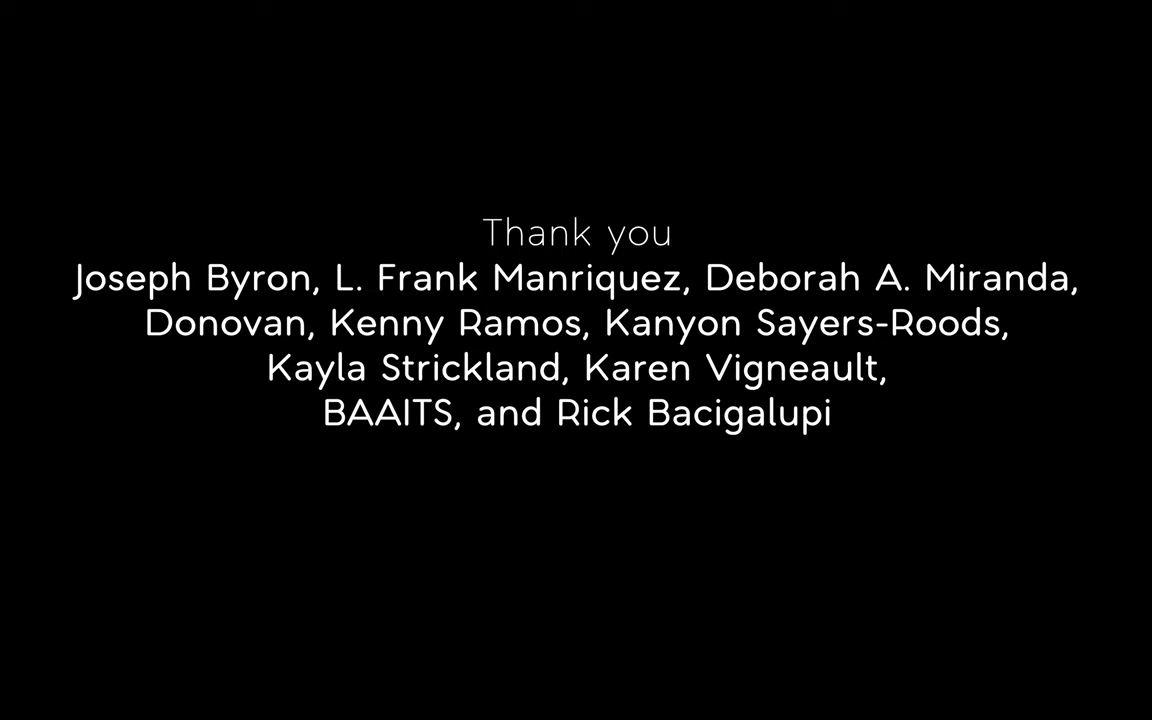 Thank you
Joseph Byron, L. Frank Manriquez, Deborah A. Miranda,
Donovan, Kenny Ramos, Kanyon Sayers-Roods,
Kayla Strickland, Karen Vigneault,
BAAITS, and Rick Bacigalupi